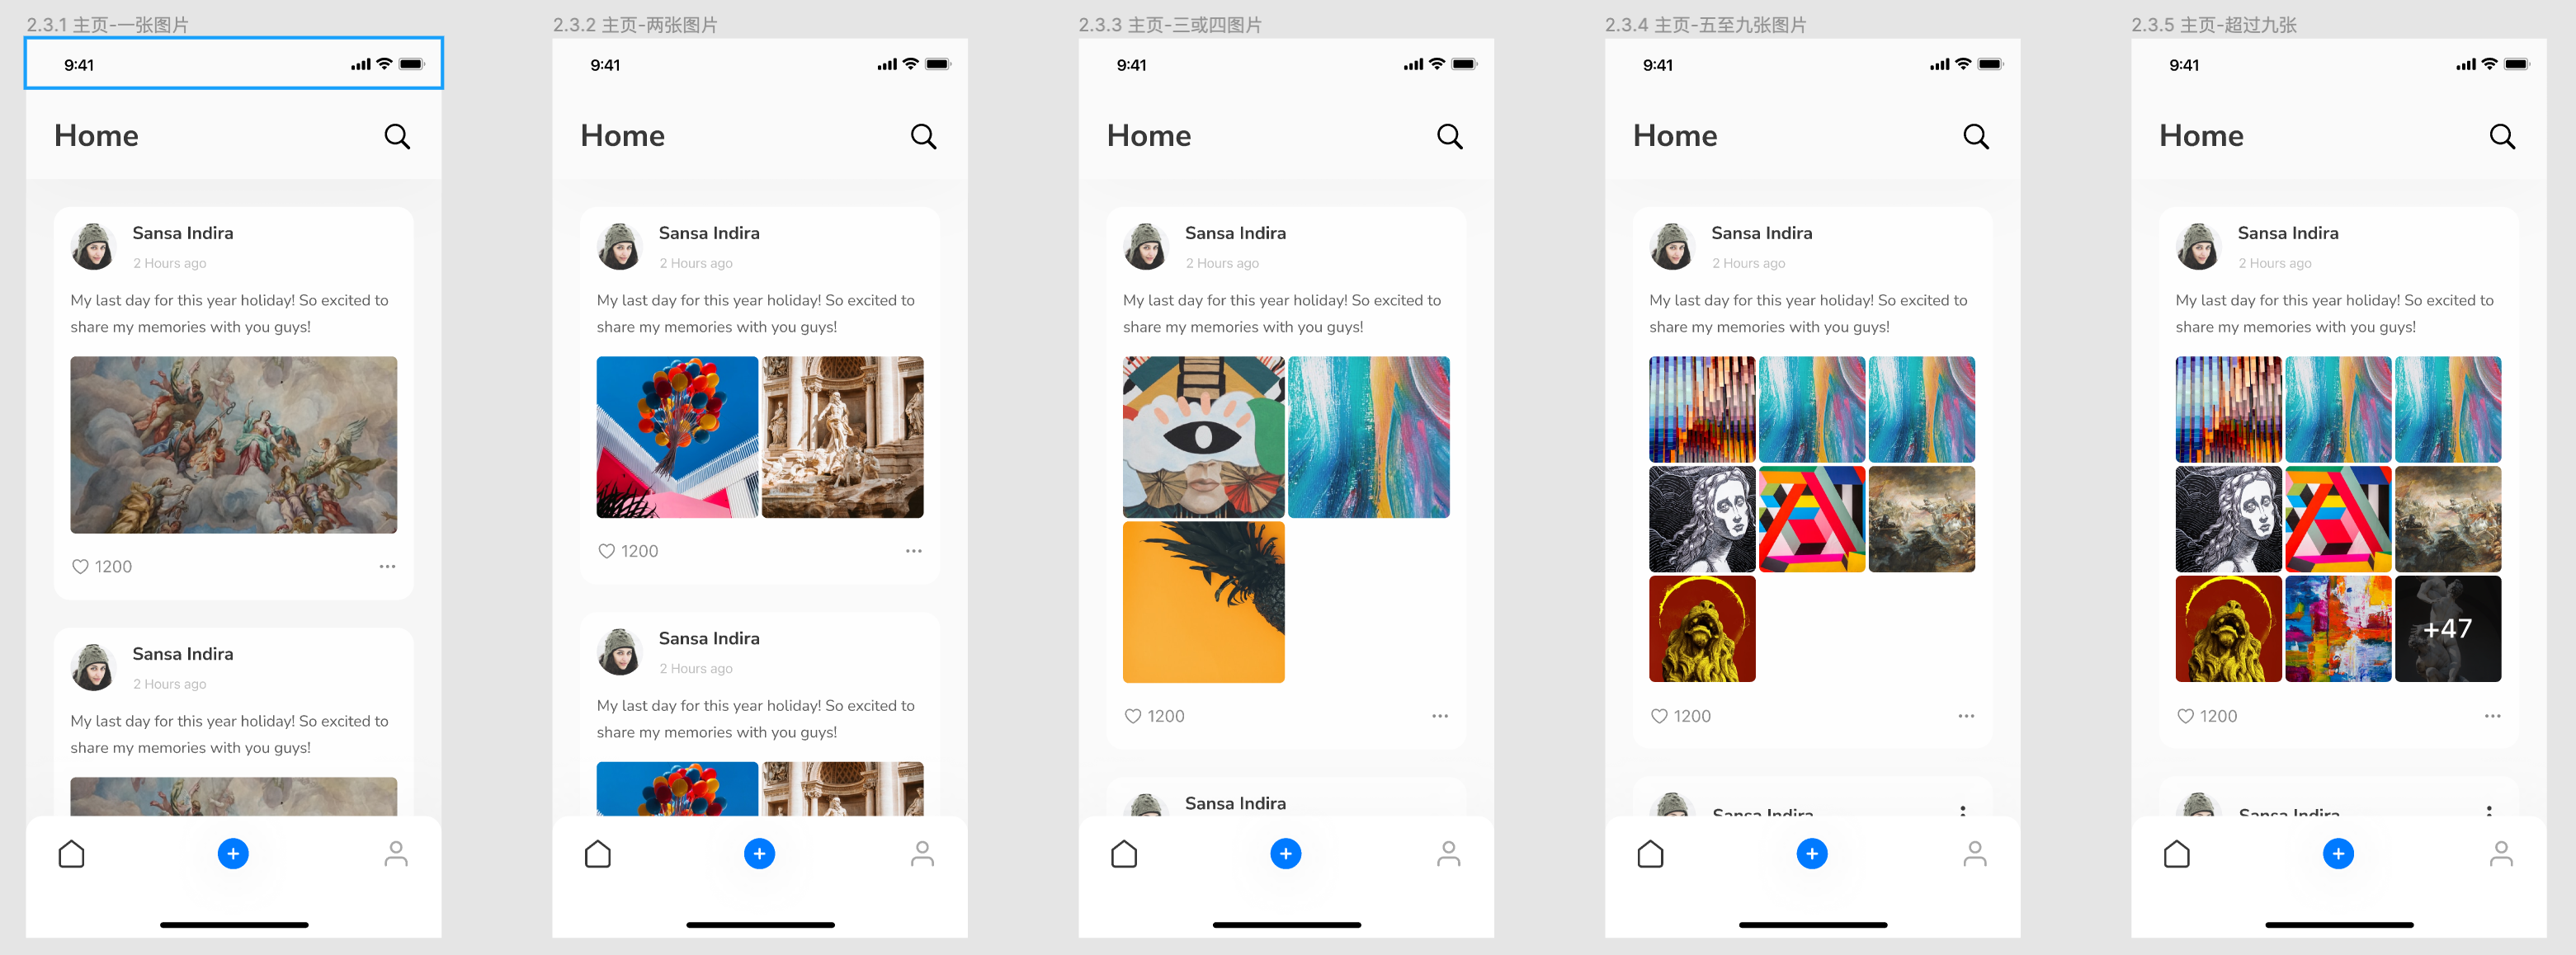 2.3.1 主页-一张图片
9:41
Home
Sansa Indira
2 Hours ago
My last day for this year holiday! So excited to
share my memories with you guys!
1200
Sansa Indira
2 Hours ago
My last day for this year holiday! So excited to
share my memories with you guys!
2.3.2 主页-两张图片
9:41
Home
Sansa Indira
2 Hours ago
My last day for this year holiday! So excited to
share my memories with you guys!
1200
Sansa Indira
2 Hours ago
My last day for this year holiday! So excited to
share my memories with you guys!
2.3.3 主页-三或四图片
9:41
Home
Sansa Indira
2 Hours ago
My last day for this year holiday! So excited to
share my memories with you guys!
1200
Sansa Indira
2.3.4 主页-五至九张图片
9:41
Home
Sansa Indira
2 Hours ago
My last day for this year holiday! So excited to
share my memories with you guys!
1200
Sansa Indira
2.3.5 主页-超过九张
9:41
Home
Sansa Indira
2 Hours ago
My last day for this year holiday! So excited to
share my memories with you guys!
+47
1200
Sansa Indira